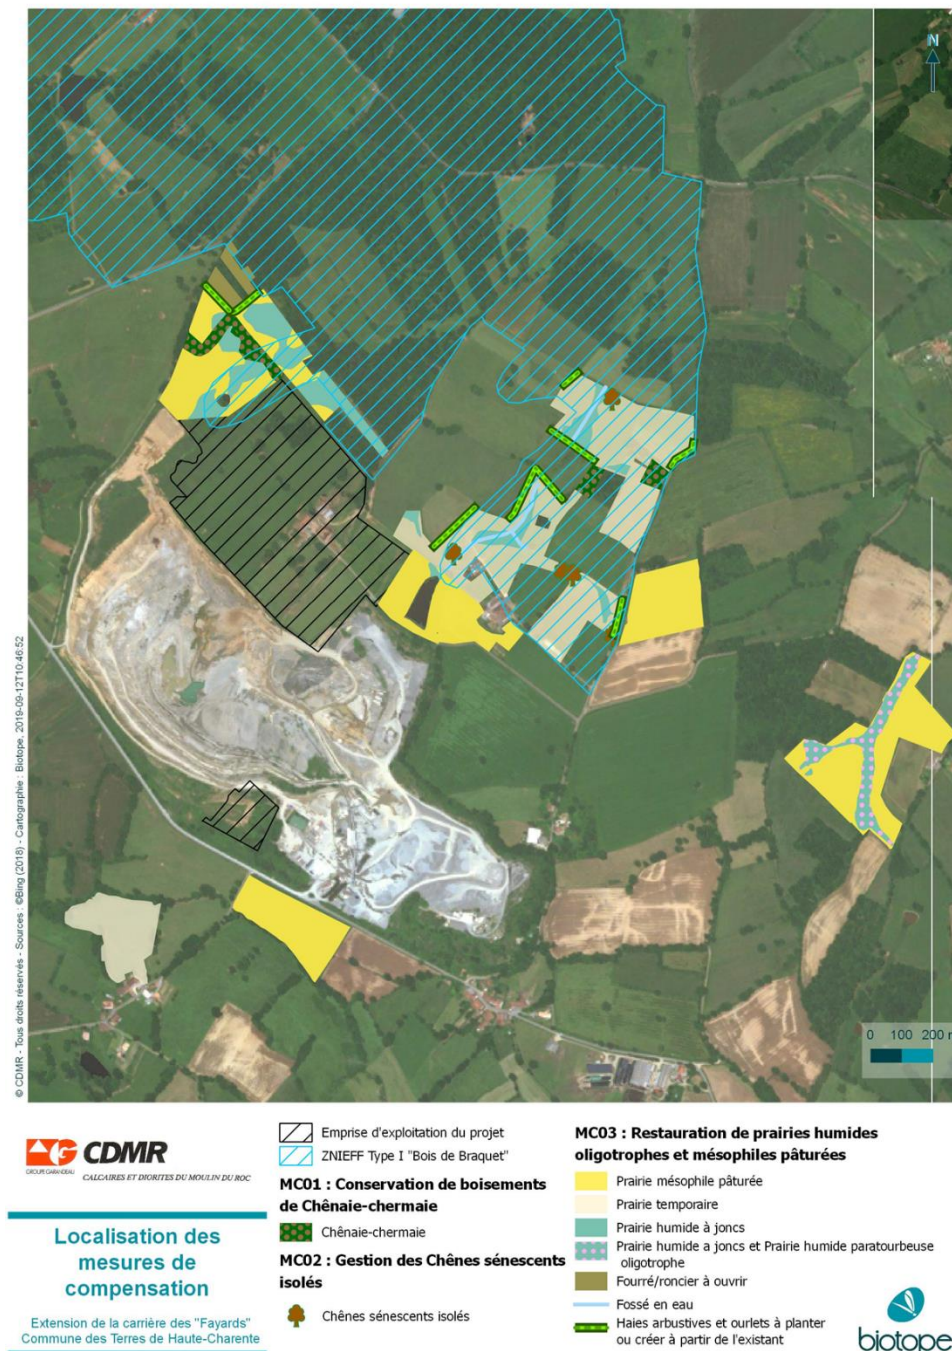 N
© CDMR - Tous droits réservés - Sources : ©Bing (2018) - Cartographie : Biotope, 2019-09-12T10:46:52
0 100 200 m
GROUPE GARANDEAU
CDMR
CALCAIRES ET DIORITES DU MOULIN DU ROC
Localisation des
mesures de
compensation
Extension de la carrière des "Fayards"
Commune des Terres de Haute-Charente
Emprise d'exploitation du projet
ZNIEFF Type I "Bois de Braquet"
MC01 : Conservation de boisements
de Chênaie-chermaie
Chênaie-chermaie
MC02 : Gestion des Chênes sénescents
isolés
Chênes sénescents isolés
MC03 : Restauration de prairies humides
oligotrophes et mésophiles pâturées
Prairie mésophile pâturée
Prairie temporaire
Prairie humide à joncs
Prairie humide a joncs et Prairie humide paratourbeuse
oligotrophe
Fourré/roncier à ouvrir
Fossé en eau
Haies arbustives et ourlets à planter
ou créer à partir de l'existant
biotope